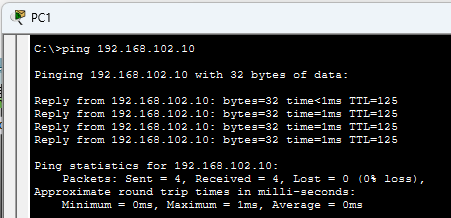 PC1
C:\>ping 192.168.102.10
Pinging 192.168.102.10 with 32 bytes of data:
Reply from 192.168.102.10: bytes=32 time<1ms TTL=125
Reply from 192.168.102.10: bytes=32 time=1ms TTL=125
Reply from 192.168.102.10: bytes=32 time=1ms TTL=125
Reply from 192.168.102.10: bytes=32 time<1ms TTL=125
Ping statistics for 192.168.102.10:
Packets: Sent = 4, Received = 4, Lost = 0 (0% loss),
Approximate round trip times in milli-seconds:
Minimum = 0ms, Maximum = 1ms, Average = 0ms